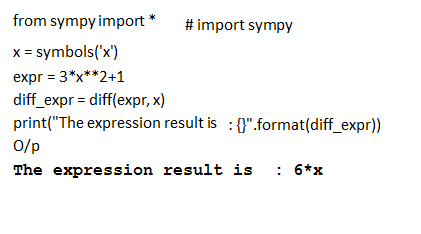 from sympy import *      # import sympy
x = symbols('x')
expr = 3*x**2+1
diff_expr = diff(expr, x)
print("The expression result is  : {}".format(diff_expr))
O/p
The expression result is  : 6*x